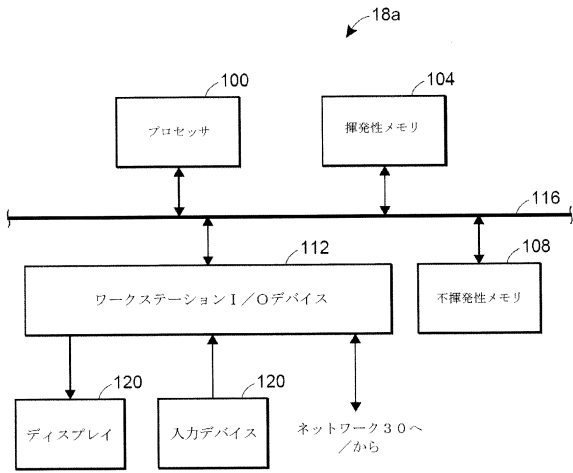 18a
100
プロセッサ
104
揮発性メモリ
116
112
ワークステーションI/Oデバイス
108
不揮発性メモリ
120
ディスプレイ
120
入力デバイス
ネットワーク30へ
/から